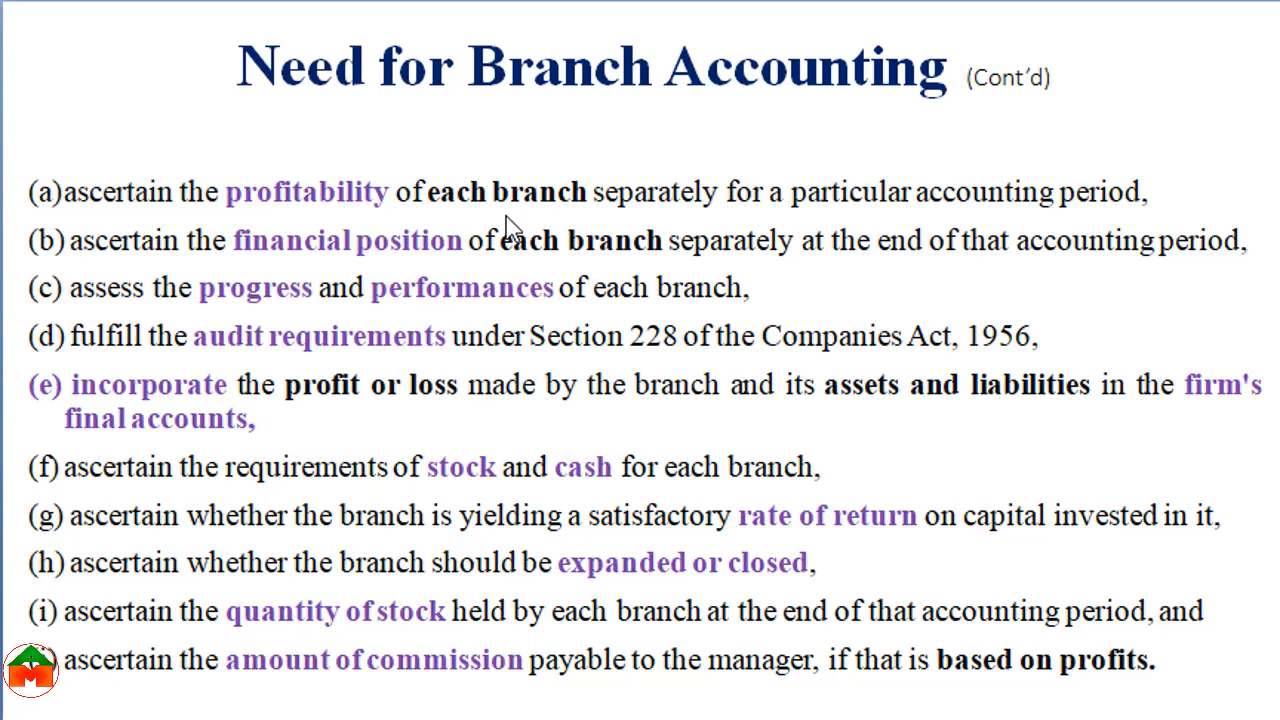 Need for Branch Accounting (Cont’d)
(a) ascertain the profitability of each branch separately for a particular accounting period,
(b) ascertain the financial position of each branch separately at the end of that accounting period,
(c) assess the progress and performances of each branch,
(d) fulfill the audit requirements under Section 228 of the Companies Act, 1956,
(e) incorporate the profit or loss made by the branch and its assets and liabilities in the firm's
final accounts,
(f) ascertain the requirements of stock and cash for each branch,
(g) ascertain whether the branch is yielding a satisfactory rate of return on capital invested in it,
(h) ascertain whether the branch should be expanded or closed,
(i) ascertain the quantity of stock held by each branch at the end of that accounting period, and
ascertain the amount of commission payable to the manager, if that is based on profits.